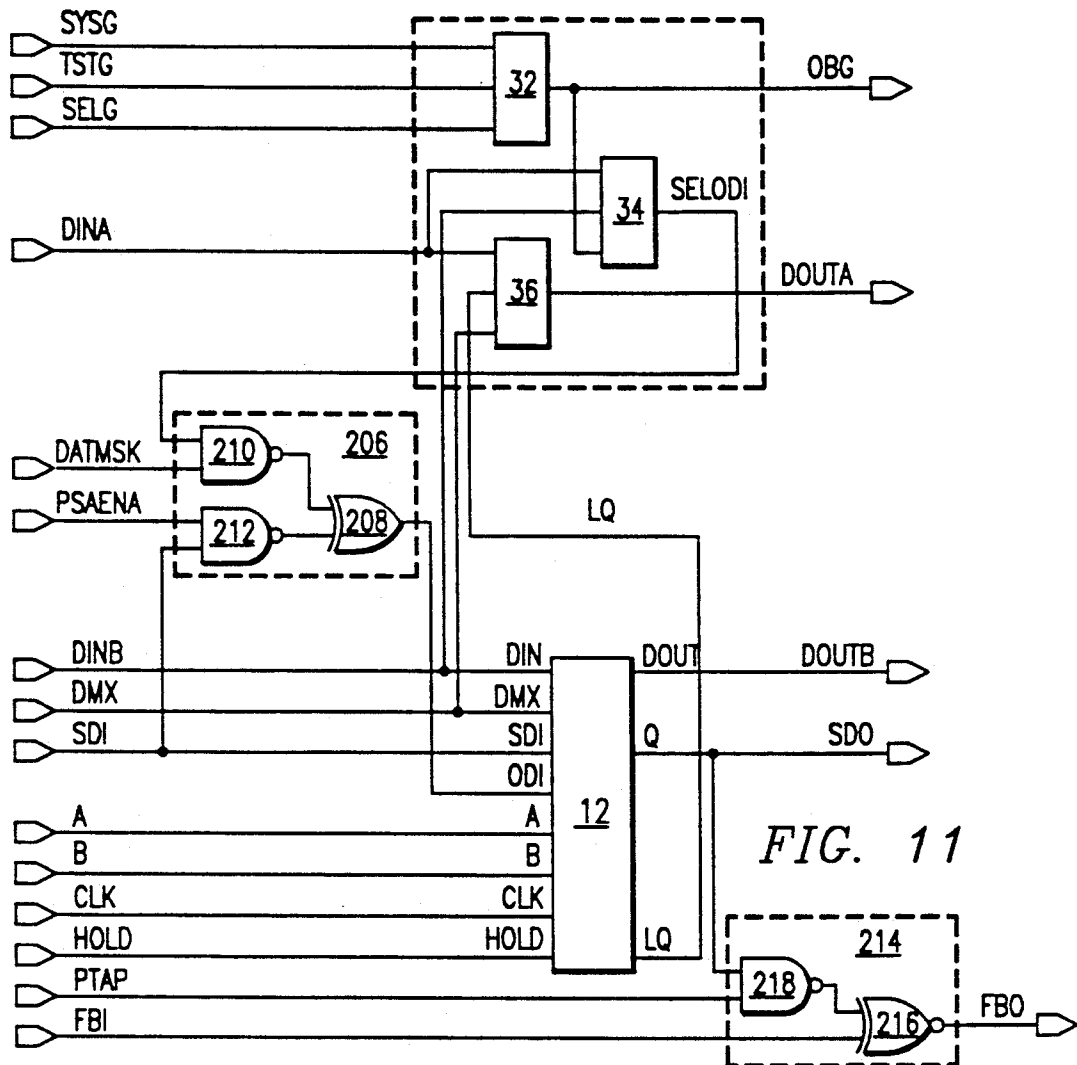 SYSG
TSTG
SELG
32
OBG
34
SELODI
DINA
36
DOUTA
DATMSK
210
206
PSAENA
212
208
LQ
DINB
DIN
DOUT
DOUTB
DMX
DMX
SDI
SDI
Q
SDO
ODI
12
A
A
B
B
FIG. 11
CLK
CLK
HOLD
HOLD
LQ
214
PTAP
218
FBI
216
FBO